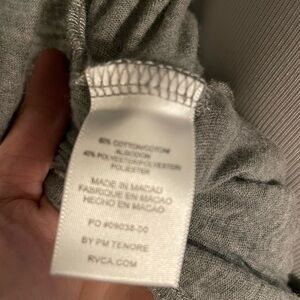 60% COTTON/COTON/
ALGODON
40% POLYESTER/POLYESTER/
POLIESTER
MADE IN MACAU
FABRIQUE EN MACAO
HECHO EN MACAO
PO #09038-00
BY PM TENORE
RVCA.COM